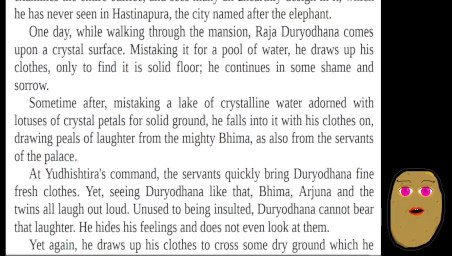 he has never seen in Hastinapura, the city named after the elephant.
One day, while walking through the mansion, Raja Duryodhana comes
upon a crystal surface. Mistaking it for a pool of water, he draws up his
clothes, only to find it is solid floor; he continues in some shame and
sorrow.
Sometime after, mistaking a lake of crystalline water adorned with
lotuses of crystal petals for solid ground, he falls into it with his clothes on,
drawing peals of laughter from the mighty Bhima, as also from the servants
of the palace.
At Yudhishtira's command, the servants quickly bring Duryodhana fine
fresh clothes. Yet, seeing Duryodhana like that, Bhima, Arjuna and the
twins all laugh out loud. Unused to being insulted, Duryodhana cannot bear
that laughter. He hides his feelings and does not even look at them.
Yet again, he draws up his clothes to cross some dry ground which he